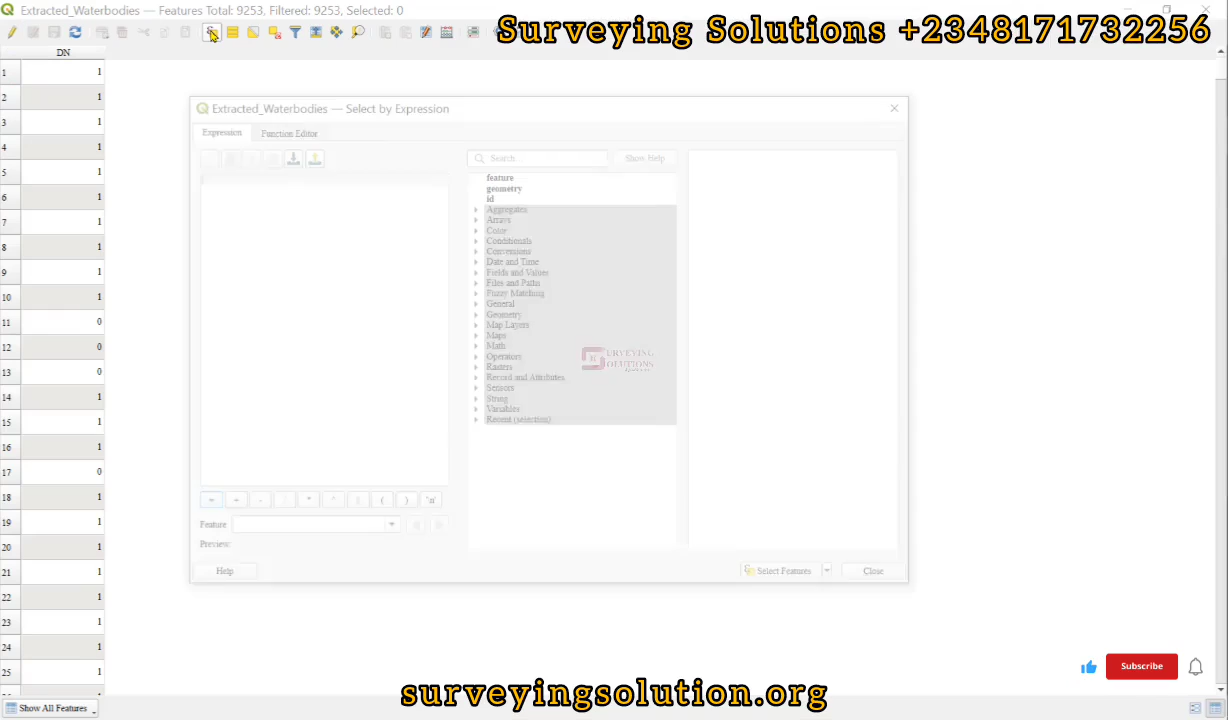 Extracted_Waterbodies — Features Total: 9253, Filtered: 9253, Selected: 0
Surveying Solutions +2348171732256
DN
1 1
2 1
3 1
4 1
5 1
6 1
7 1
8 1
9 1
10 1
11 0
12 0
13 0
14 1
15 1
16 1
17 0
18 1
19 1
20 1
21 1
22 1
23 1
24 1
25 1
Extracted_Waterbodies — Select by Expression
Expression Function Editor
Search... Show Help
feature
geometry
id
Aggregates
Arrays
Color
Conditionals
Conversions
Date and Time
Fields and Values
Files and Paths
Fuzzy Matching
General
Geometry
Map Layers
Maps
Math
Operators
Rasters
Record and Attributes
Sensors
String
Variables
Recent (selection)
SURVEYING
SOLUTIONS
= + - / * ^ || ( ) '\n'
Feature
Preview:
Help Select Features Close
Subscribe
surveyingsolution.org
Show All Features